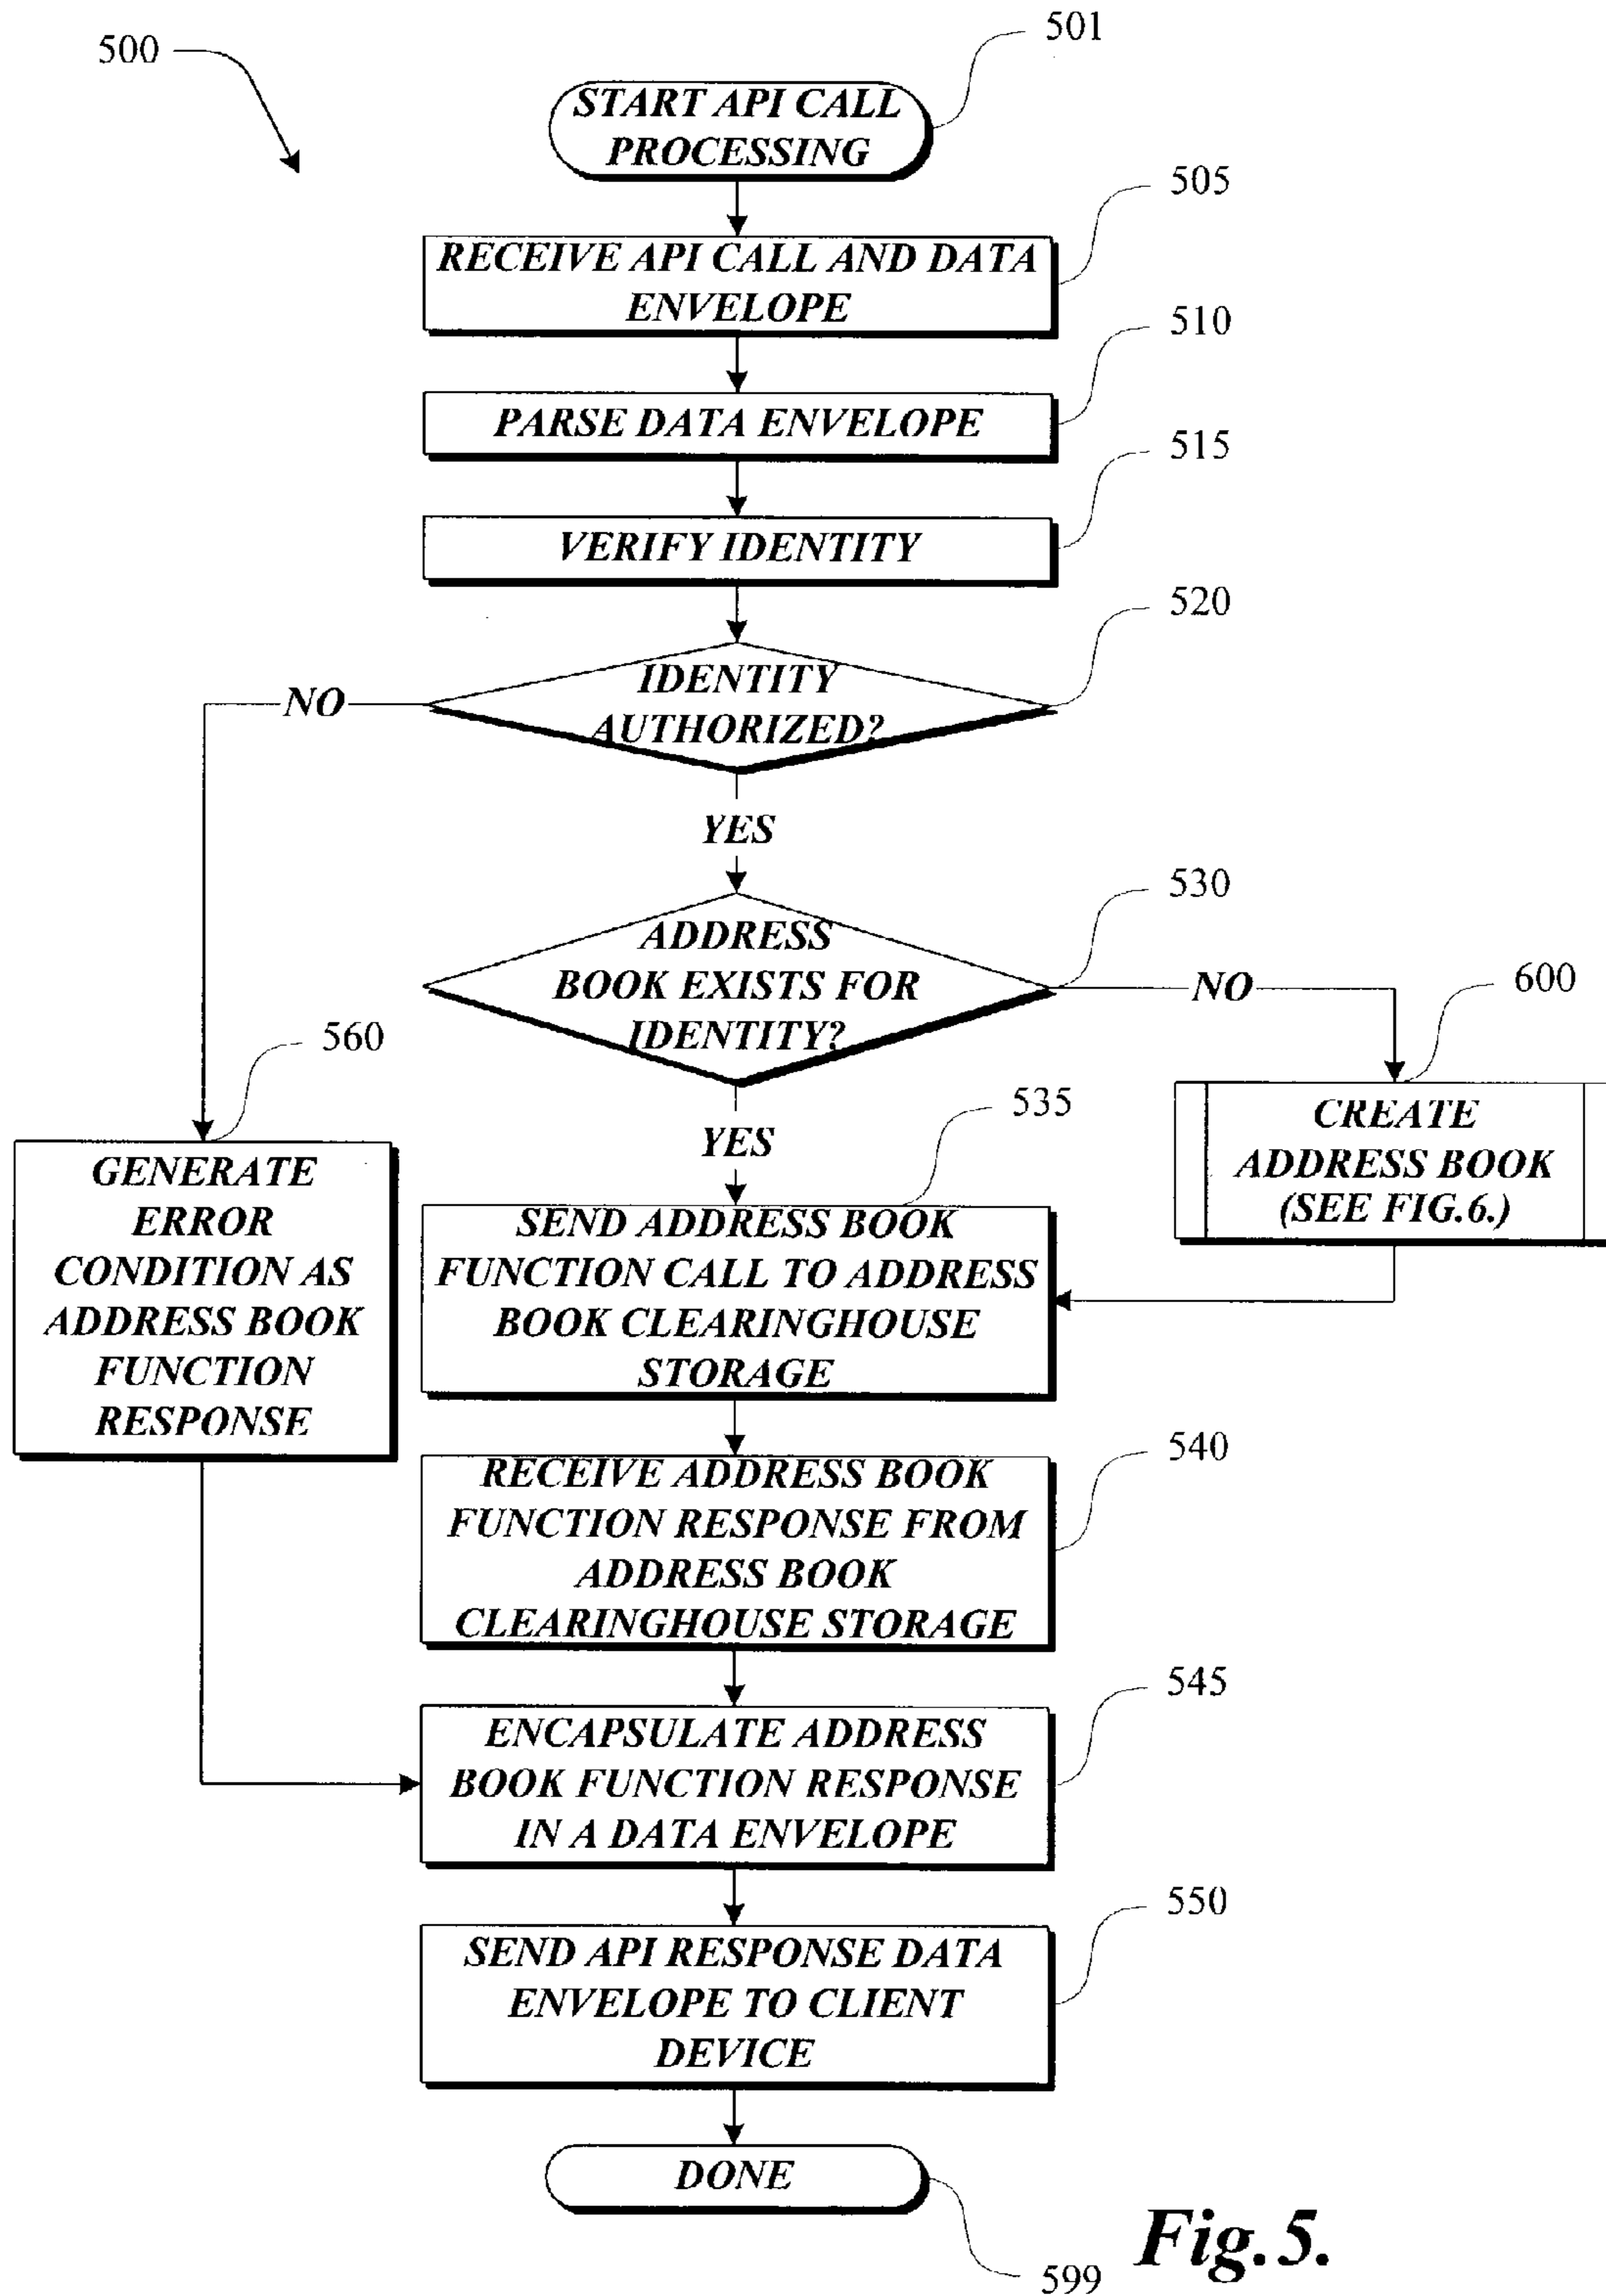 500
501
START API CALL
PROCESSING
505
RECEIVE API CALL AND DATA
ENVELOPE
510
PARSE DATA ENVELOPE
515
VERIFY IDENTITY
520
IDENTITY
AUTHORIZED?
NO
YES
530
ADDRESS
BOOK EXISTS FOR
IDENTITY?
NO
600
CREATE
ADDRESS BOOK
(SEE FIG.6.)
560
GENERATE
ERROR
CONDITION AS
ADDRESS BOOK
FUNCTION
RESPONSE
YES
535
SEND ADDRESS BOOK
FUNCTION CALL TO ADDRESS
BOOK CLEARINGHOUSE
STORAGE
540
RECEIVE ADDRESS BOOK
FUNCTION RESPONSE FROM
ADDRESS BOOK
CLEARINGHOUSE STORAGE
545
ENCAPSULATE ADDRESS
BOOK FUNCTION RESPONSE
IN A DATA ENVELOPE
550
SEND API RESPONSE DATA
ENVELOPE TO CLIENT
DEVICE
DONE
599
Fig.5.